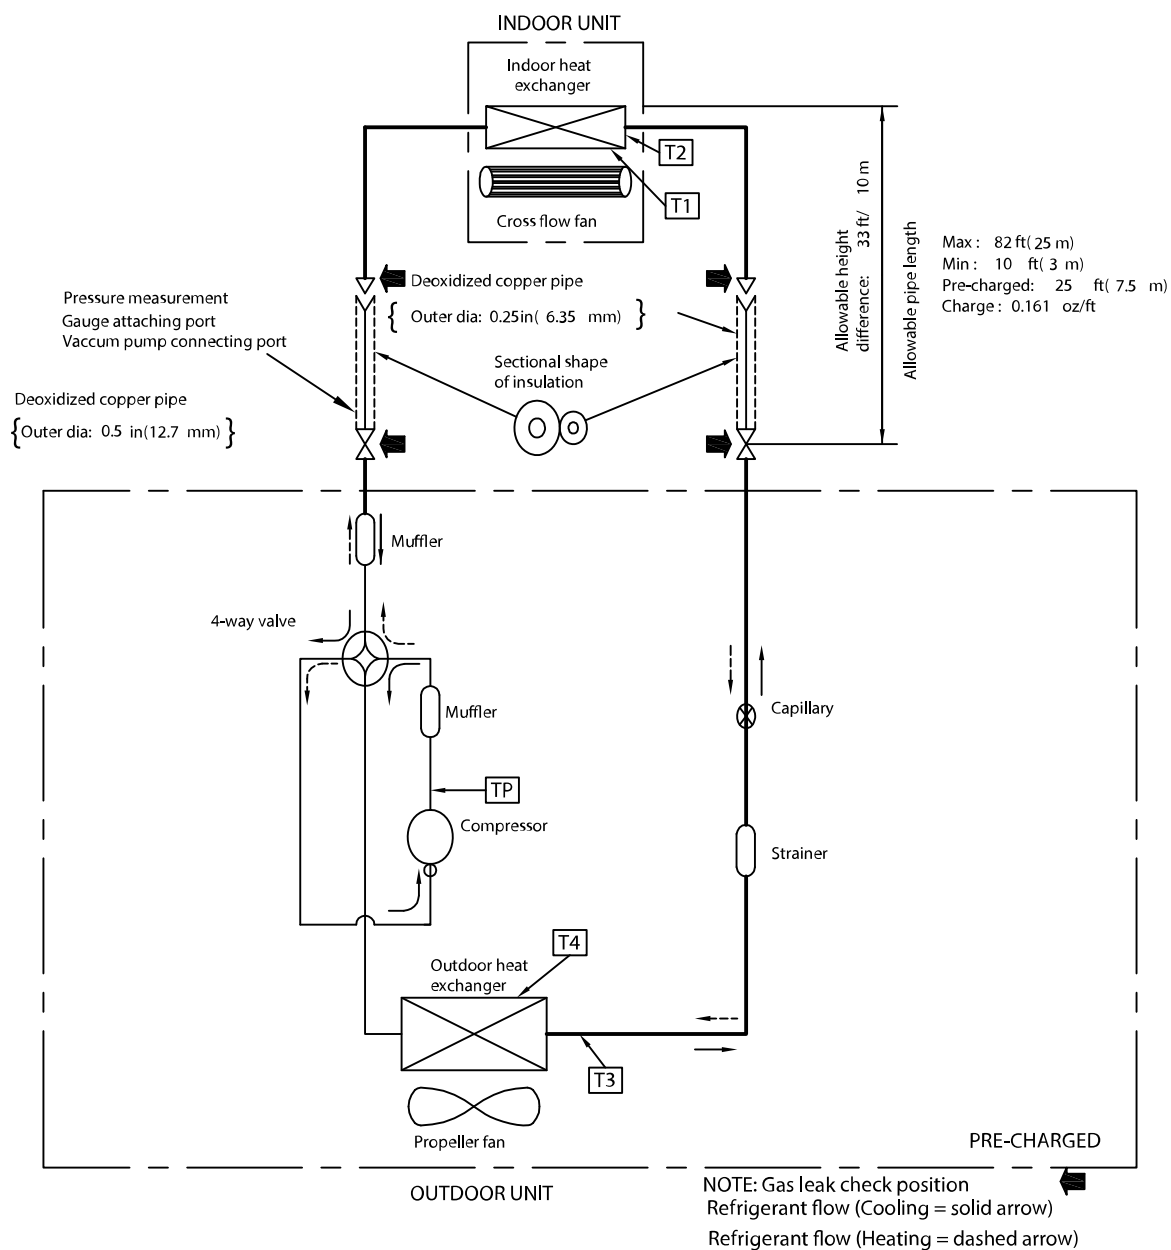 INDOOR UNIT
Indoor heat
exchanger
T2
T1
Cross flow fan
Allowable height
difference: 33 ft/ 10 m
Allowable pipe length
Max : 82 ft( 25 m)
Min : 10 ft( 3 m)
Pre-charged: 25 ft( 7.5 m)
Charge : 0.161 oz/ft
Deoxidized copper pipe
{ Outer dia: 0.25in( 6.35 mm) }
Pressure measurement
Gauge attaching port
Vaccum pump connecting port
Sectional shape
of insulation
Deoxidized copper pipe
{Outer dia: 0.5 in(12.7 mm) }
Muffler
4-way valve
Muffler
Capillary
TP
Compressor
Strainer
T4
Outdoor heat
exchanger
T3
Propeller fan
PRE-CHARGED
OUTDOOR UNIT
NOTE: Gas leak check position
Refrigerant flow (Cooling = solid arrow)
Refrigerant flow (Heating = dashed arrow)